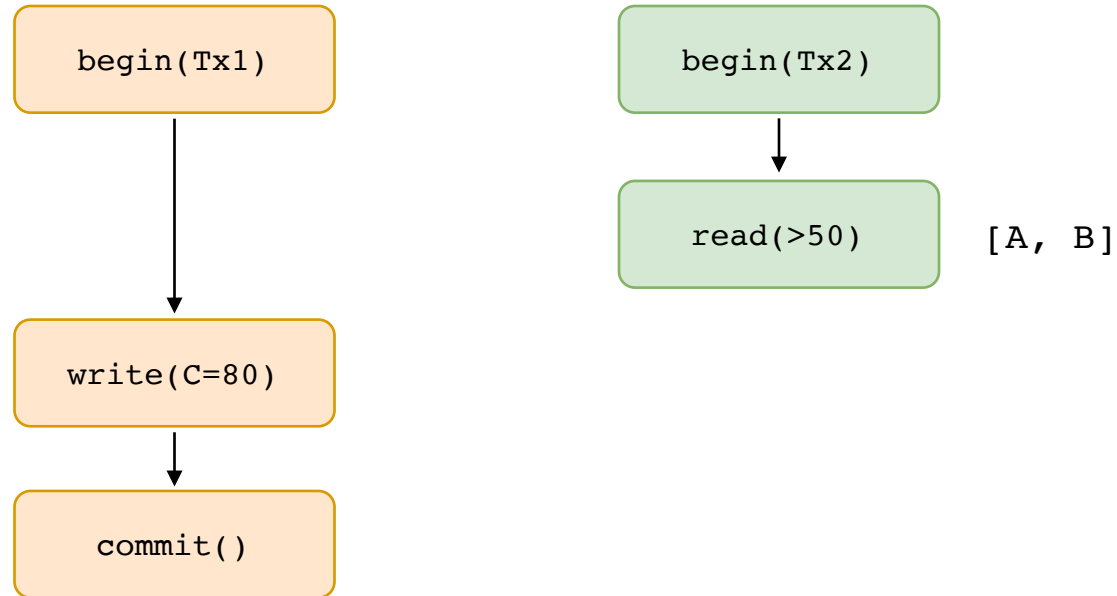 begin(Tx1)
begin(Tx2)
read(>50)
[A, B]
write(C=80)
commit()